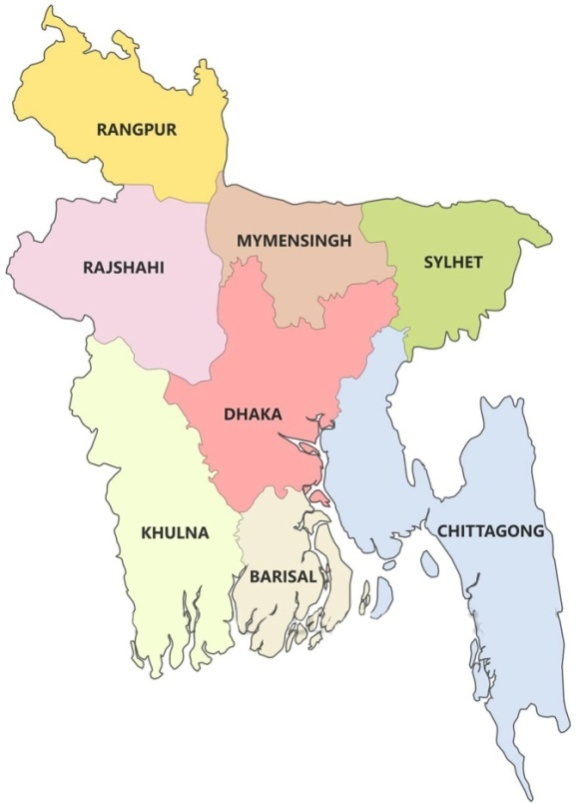 RANGPUR
MYMENSINGH
RAJSHAHI
SYLHET
DHAKA
KHULNA
CHITTAGONG
BARISAL